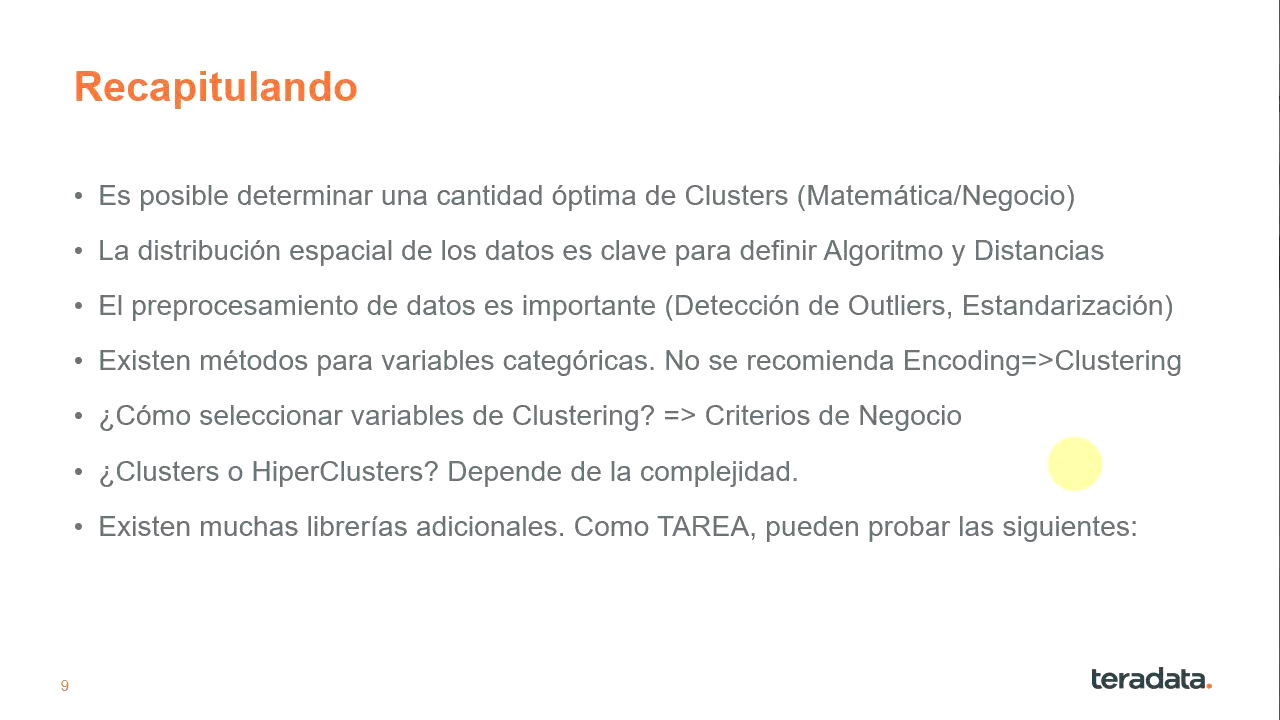 Recapitulando
• Es posible determinar una cantidad óptima de Clusters (Matemática/Negocio)
• La distribución espacial de los datos es clave para definir Algoritmo y Distancias
• El preprocesamiento de datos es importante (Detección de Outliers, Estandarización)
• Existen métodos para variables categóricas. No se recomienda Encoding=>Clustering
• ¿Cómo seleccionar variables de Clustering? => Criterios de Negocio
• ¿Clusters o HiperClusters? Depende de la complejidad.
• Existen muchas librerías adicionales. Como TAREA, pueden probar las siguientes:
9
teradata.